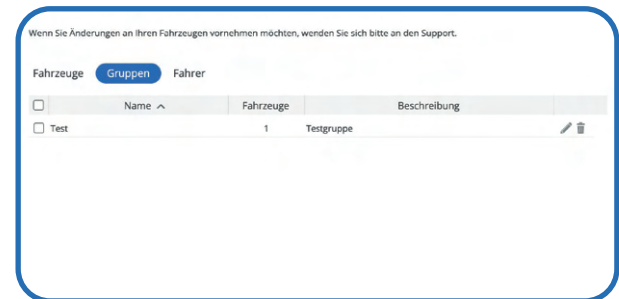 Wenn Sie Änderungen an Ihren Fahrzeugen vornehmen möchten, wenden Sie sich bitte an den Support.
Fahrzeuge Gruppen Fahrer
Name Fahrzeuge Beschreibung
Test 1 Testgruppe